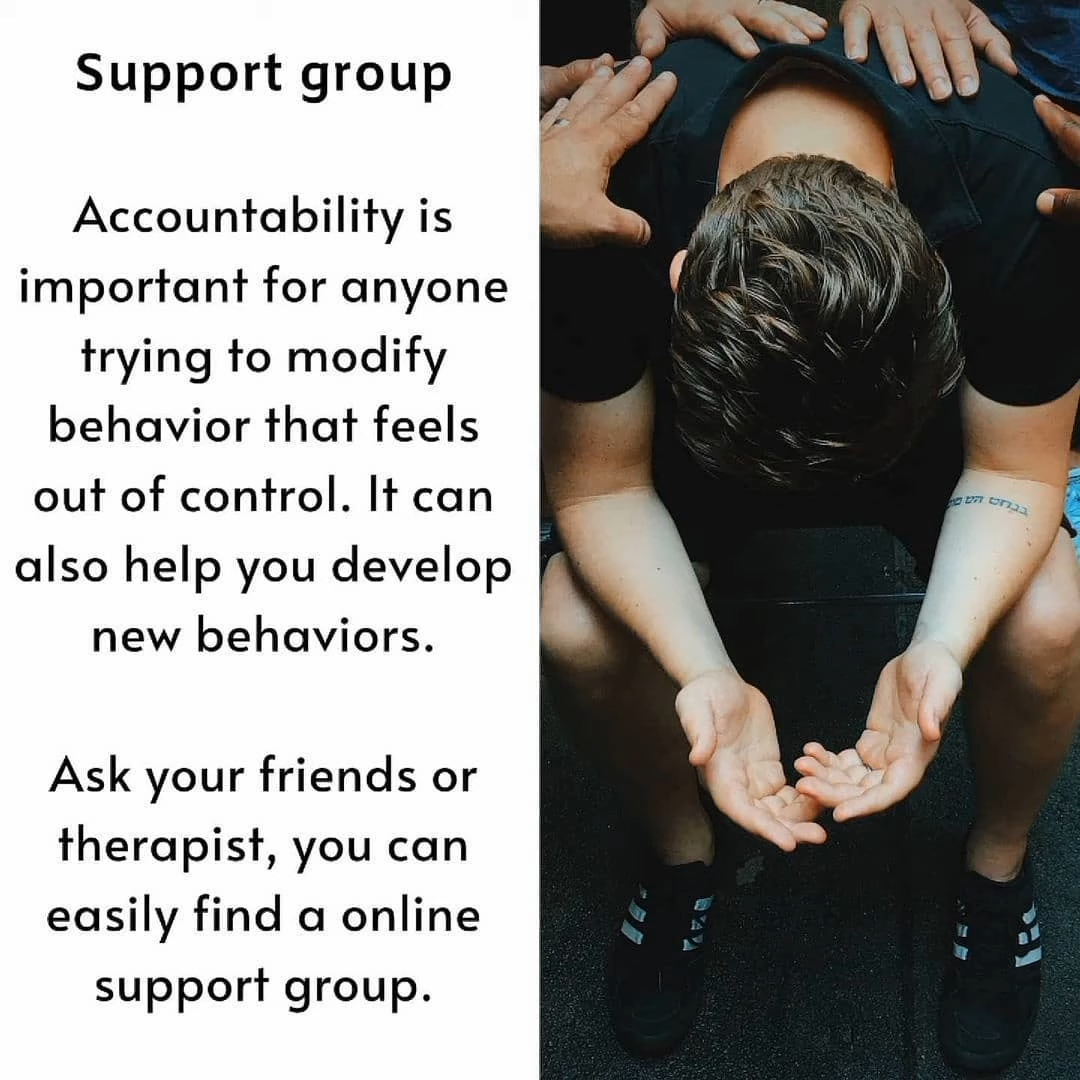 Support group
Accountability is
important for anyone
trying to modify
behavior that feels
out of control. It can
also help you develop
new behaviors.
Ask your friends or
therapist, you can
easily find a online
support group.